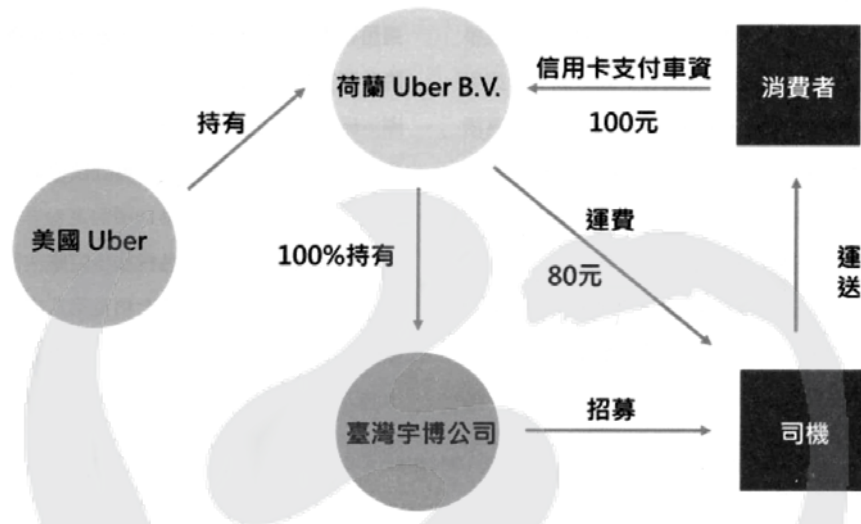 荷蘭 Uber B.V.
信用卡支付車資
100元
消費者
持有
美國 Uber
100%持有
運費
80元
運
送
臺灣宇博公司
招募
司機